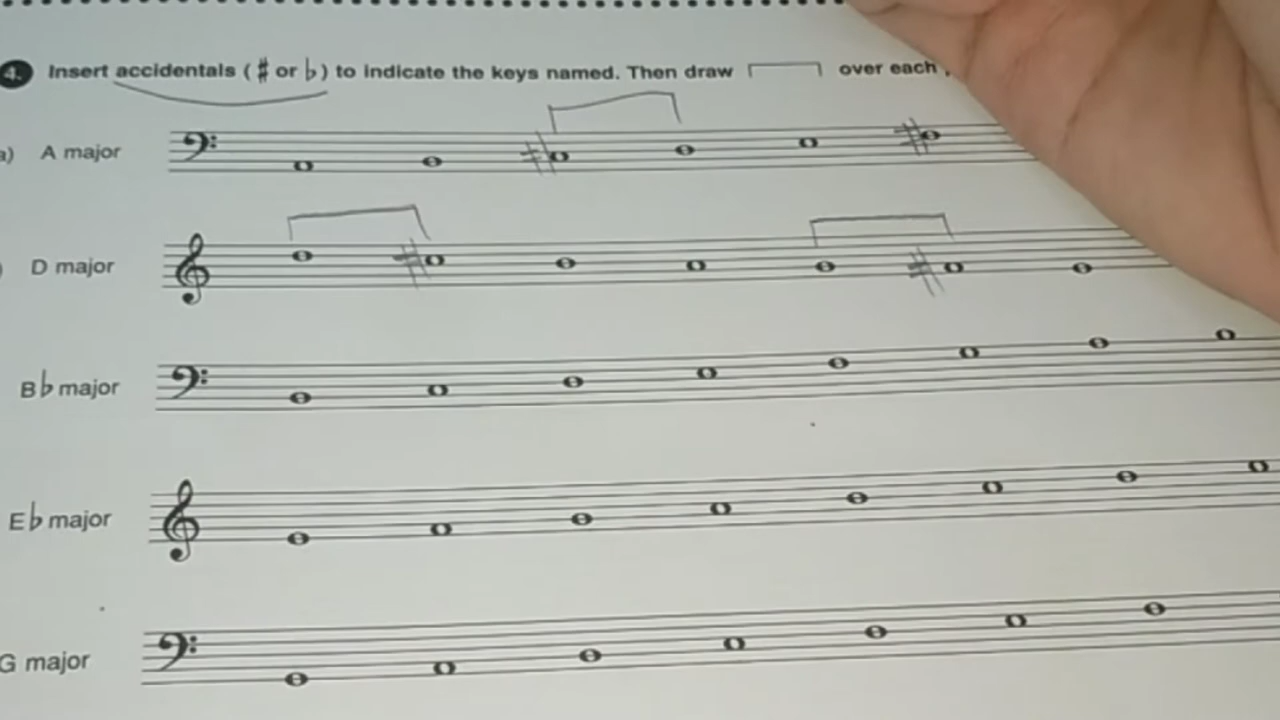 4. Insert accidentals (♯ or ♭) to indicate the keys named. Then draw over each
a) A major
D major
B♭ major
E♭ major
G major